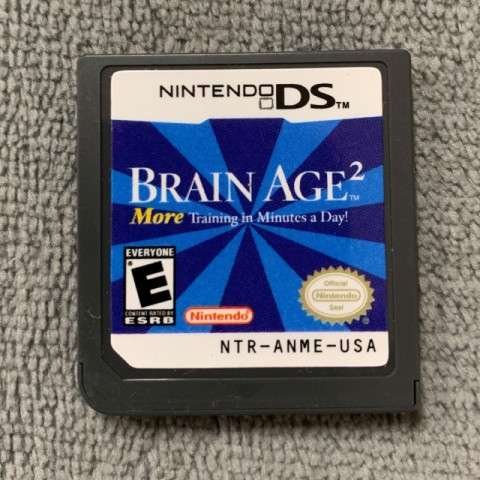 NINTENDO DS™
BRAIN AGE²™
More Training in Minutes a Day!
EVERYONE
E
CONTENT RATED BY
ESRB
Nintendo
Official
Nintendo
Seal
®
NTR-ANME-USA